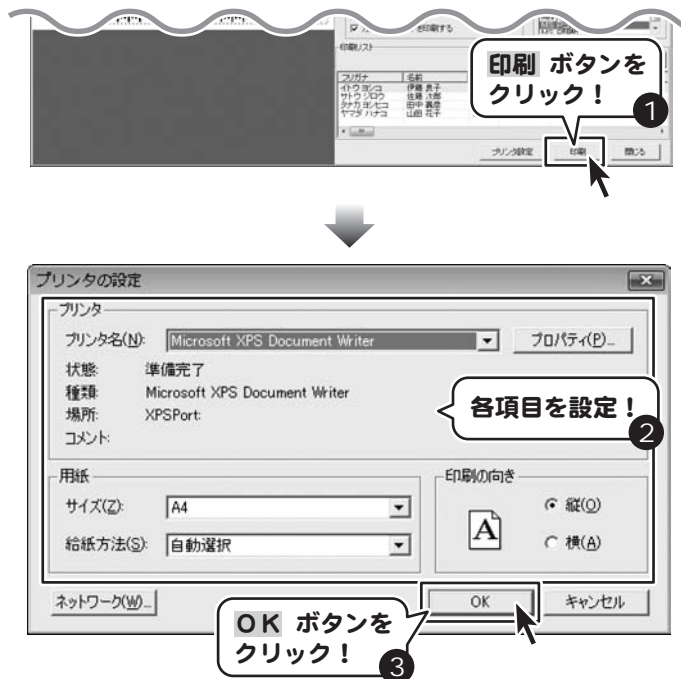 を印刷する
印刷リスト
フリガナ 名前
イトウ ヨシコ 伊藤 良子
サトウ ジロウ 佐藤 次郎
タナカ ヨシヒコ 田中 義彦
ヤマダ ハナコ 山田 花子
印刷 ボタンを
クリック！
1
プリンタ設定 印刷 閉じる
プリンタの設定
プリンタ
プリンタ名(N): Microsoft XPS Document Writer プロパティ(P)...
状態: 準備完了
種類: Microsoft XPS Document Writer
場所: XPSPort:
コメント:
各項目を設定！
2
用紙
サイズ(Z): A4
給紙方法(S): 自動選択
印刷の向き
A
縦(O)
横(A)
ネットワーク(W)... OK キャンセル
ＯＫ ボタンを
クリック！
3